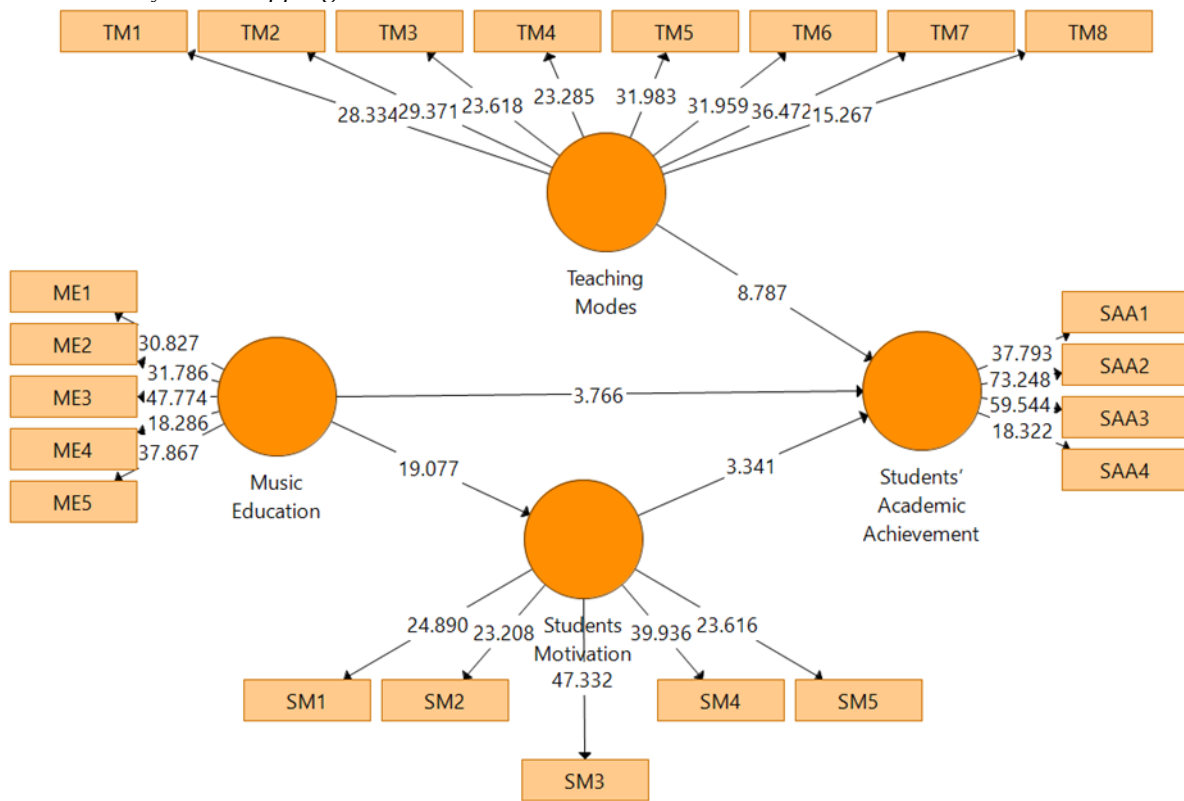 TM1 TM2 TM3 TM4 TM5 TM6 TM7 TM8
28.334 29.371 23.618 23.285 31.983 31.959 36.472 15.267
Teaching
Modes
8.787
ME1
ME2
ME3
ME4
ME5
30.827
31.786
47.774
18.286
37.867
Music
Education
3.766
19.077
3.341
SAA1
SAA2
SAA3
SAA4
37.793
73.248
59.544
18.322
Students'
Academic
Achievement
Students
Motivation
24.890 23.208 47.332 39.936 23.616
SM1 SM2 SM4 SM5
SM3